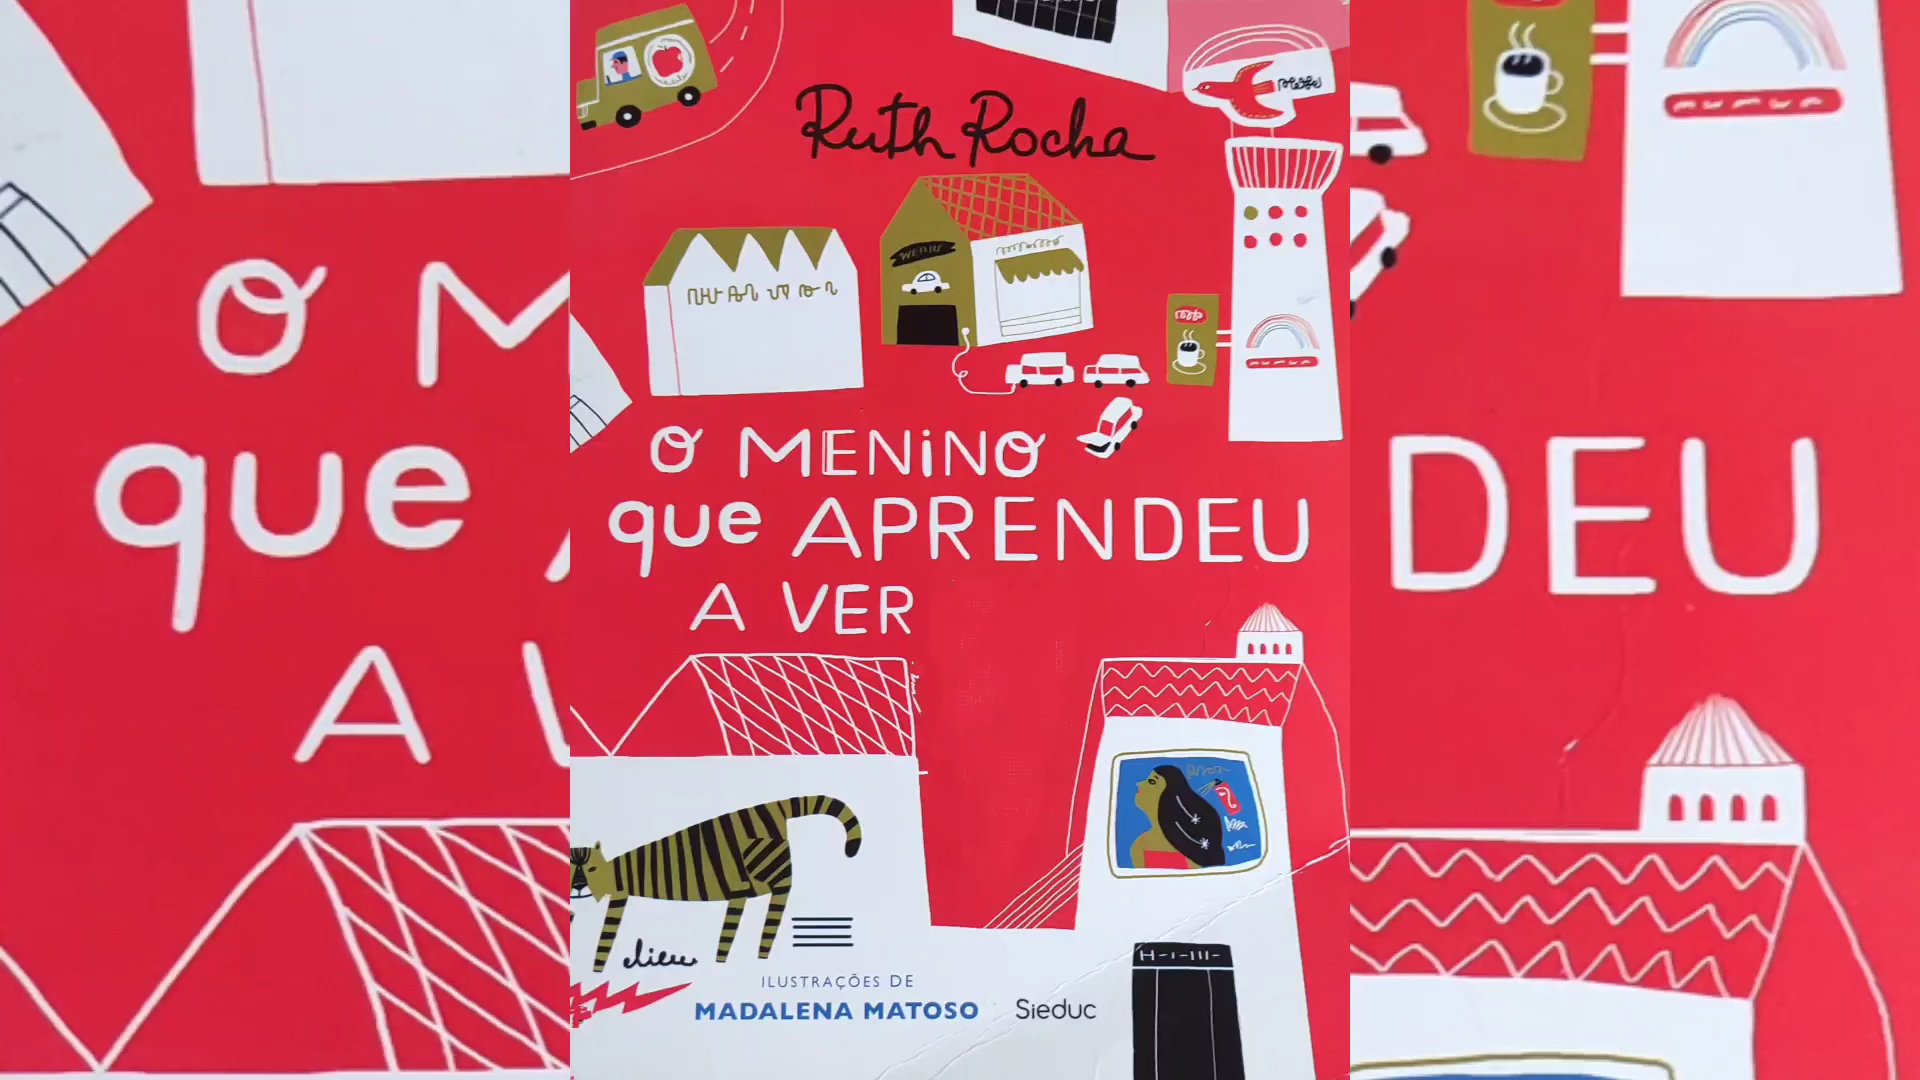 Ruth Rocha
O MENINO
que APRENDEU
A VER
ILUSTRAÇÕES DE
MADALENA MATOSO
Sieduc